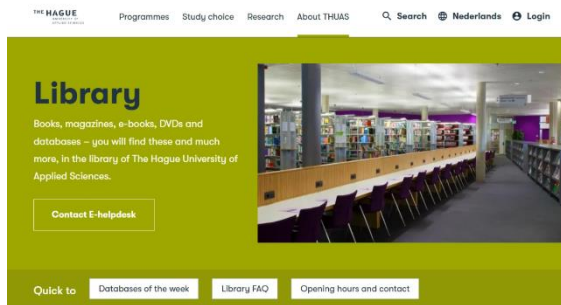 THE HAGUE
UNIVERSITY OF
APPLIED SCIENCES
Programmes Study choice Research About THUAS Search Nederlands Login
Library
Books, magazines, e-books, DVDs and
databases – you will find these and much
more, in the library of The Hague University of
Applied Sciences.
Contact E-helpdesk
Quick to Databases of the week Library FAQ Opening hours and contact